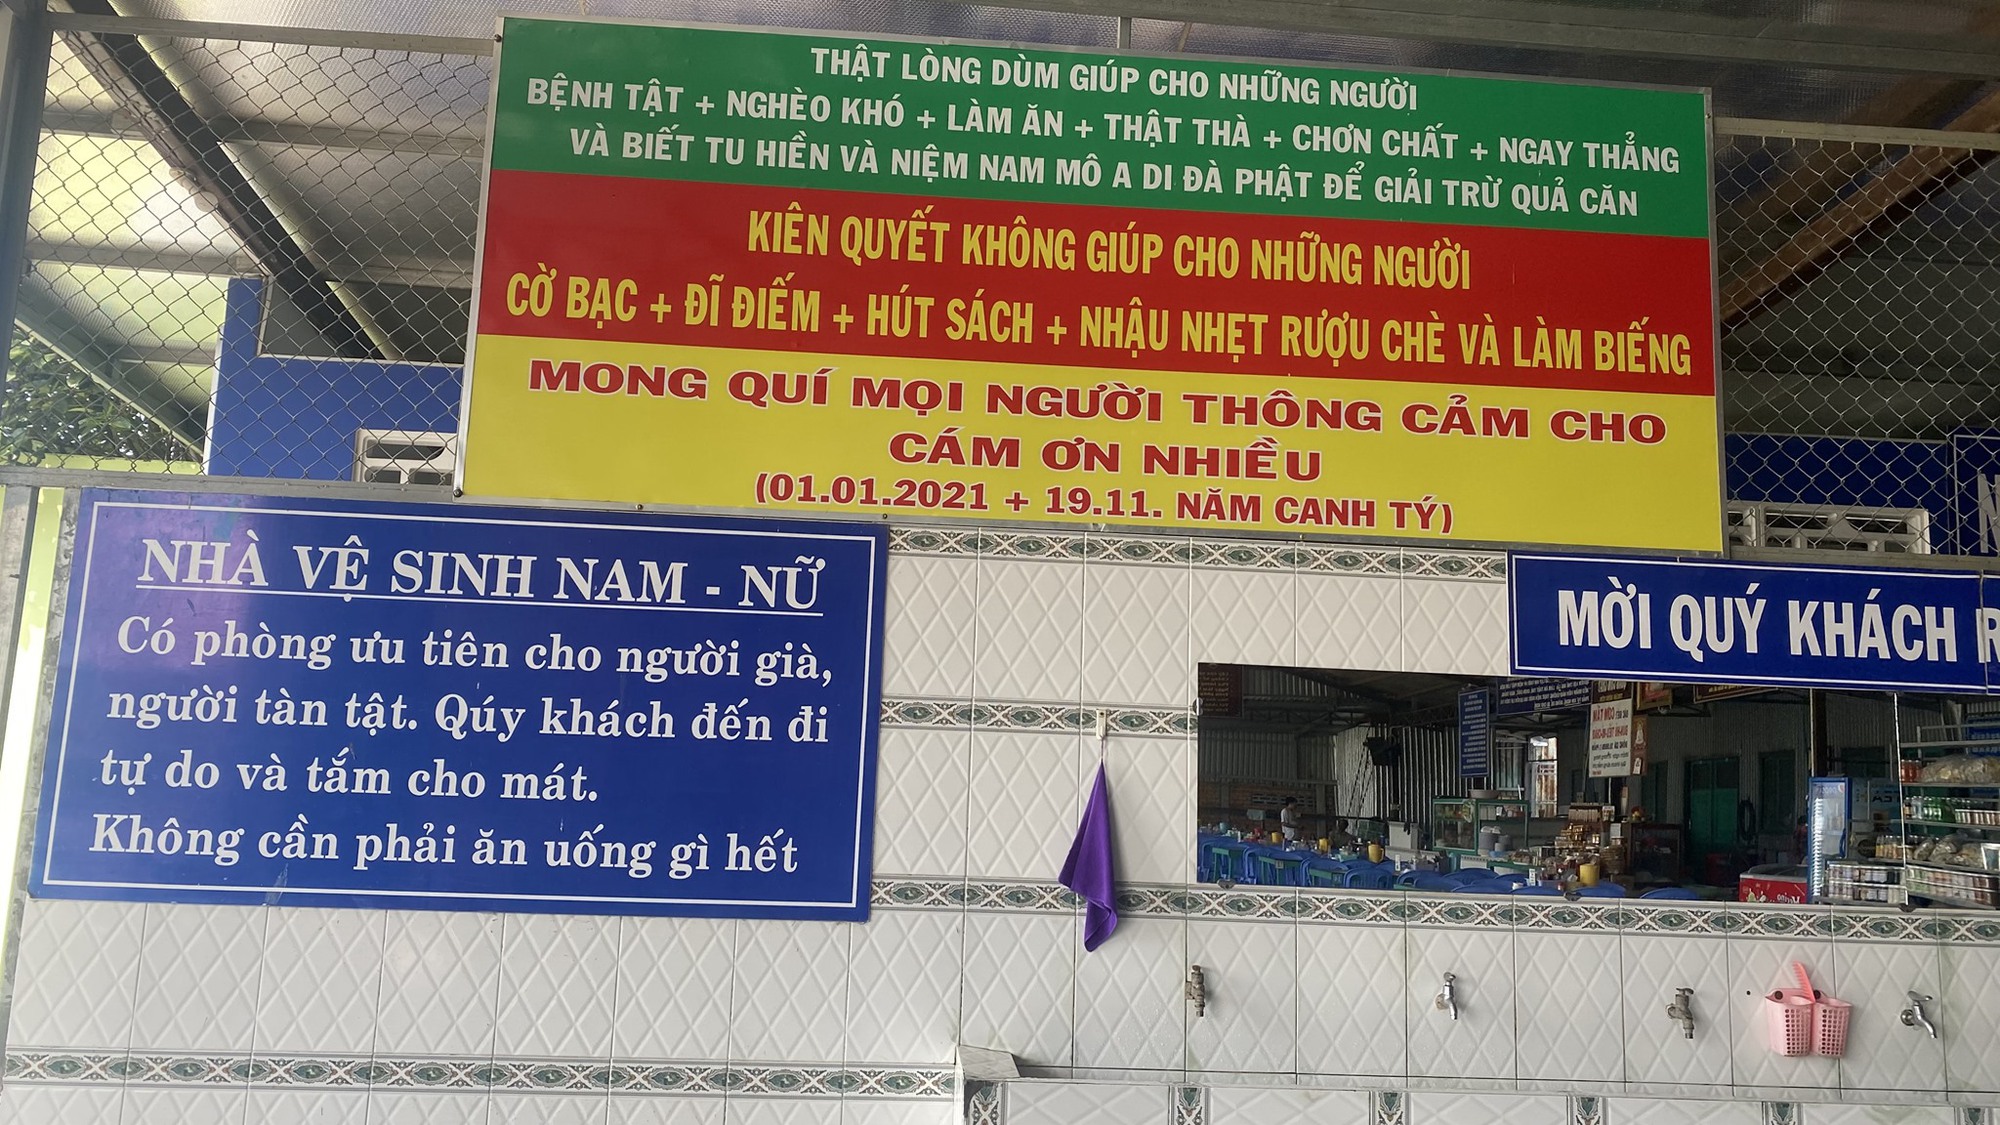 THẬT LÒNG DÙM GIÚP CHO NHỮNG NGƯỜI
BỆNH TẬT + NGHÈO KHÓ + LÀM ĂN + THẬT THÀ + CHƠN CHẤT + NGAY THẲNG
VÀ BIẾT TU HIỀN VÀ NIỆM NAM MÔ A DI ĐÀ PHẬT ĐỂ GIẢI TRỪ QUẢ CĂN
KIÊN QUYẾT KHÔNG GIÚP CHO NHỮNG NGƯỜI
CỜ BẠC + ĐĨ ĐIẾM + HÚT SÁCH + NHẬU NHẸT RƯỢU CHÈ VÀ LÀM BIẾNG
MONG QUÍ MỌI NGƯỜI THÔNG CẢM CHO
CÁM ƠN NHIỀU
(01.01.2021 + 19.11. NĂM CANH TÝ)
NHÀ VỆ SINH NAM - NỮ
Có phòng ưu tiên cho người già,
người tàn tật. Qúy khách đến đi
tự do và tắm cho mát.
Không cần phải ăn uống gì hết
MỜI QUÝ KHÁCH